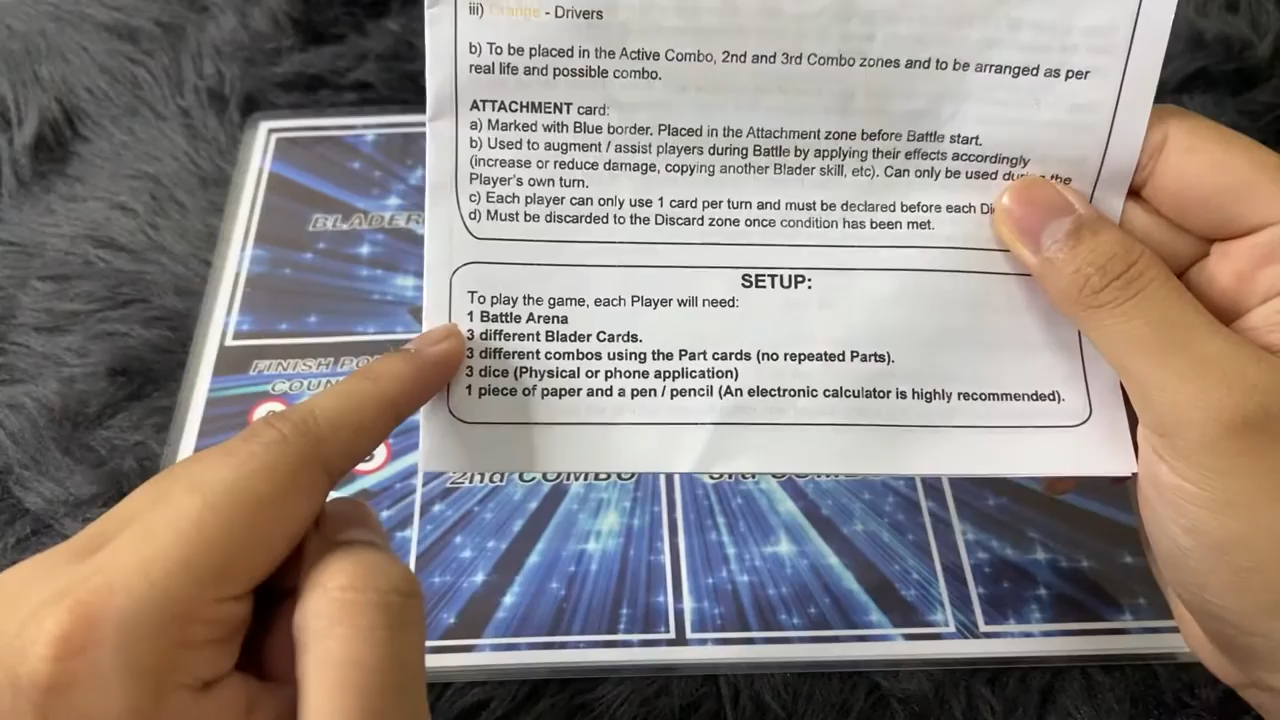 iii) Orange - Drivers
b) To be placed in the Active Combo, 2nd and 3rd Combo zones and to be arranged as per
real life and possible combo.
ATTACHMENT card:
a) Marked with Blue border. Placed in the Attachment zone before Battle start.
b) Used to augment / assist players during Battle by applying their effects accordingly
(increase or reduce damage, copying another Blader skill, etc). Can only be used during the
Player's own turn.
c) Each player can only use 1 card per turn and must be declared before each
d) Must be discarded to the Discard zone once condition has been met.
SETUP:
To play the game, each Player will need:
1 Battle Arena
3 different Blader Cards.
3 different combos using the Part cards (no repeated Parts).
3 dice (Physical or phone application)
1 piece of paper and a pen / pencil (An electronic calculator is highly recommended).
BLADER
FINISH
2nd COMBO
3rd COMBO